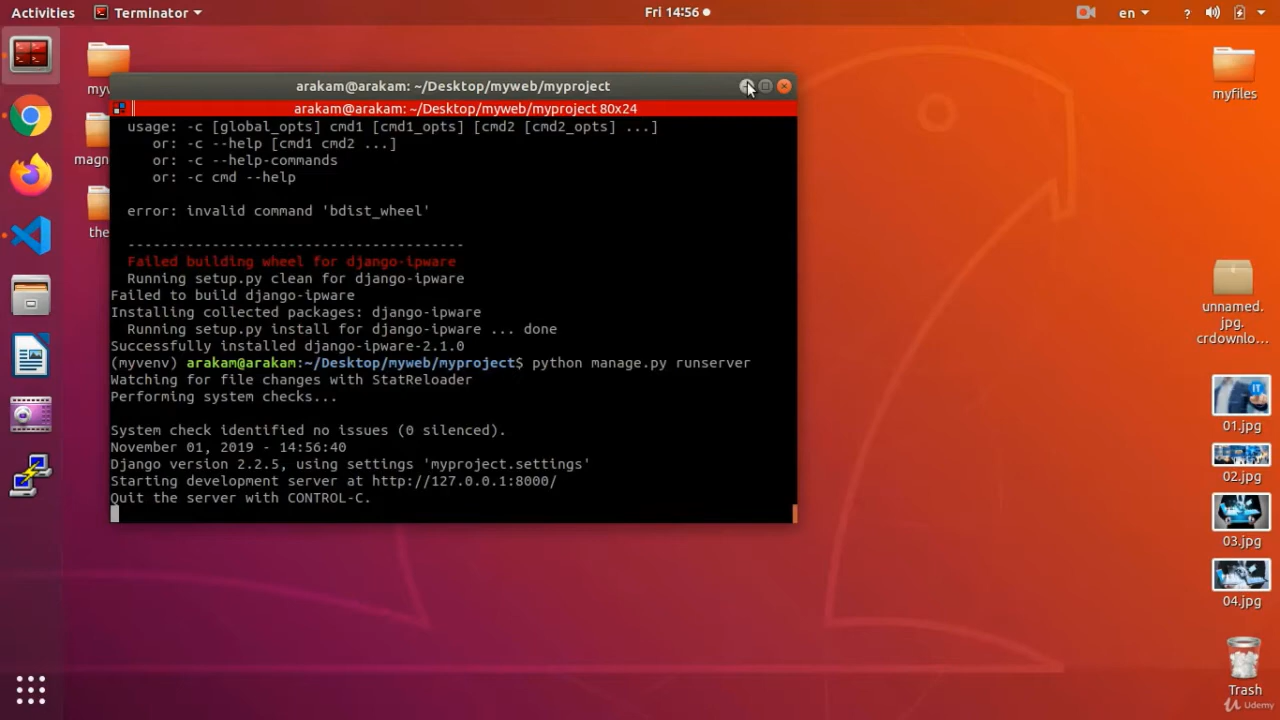 Activities
Terminator
Fri 14:56
en
?
arakam@arakam: ~/Desktop/myweb/myproject
arakam@arakam: ~/Desktop/myweb/myproject 80x24
usage: -c [global_opts] cmd1 [cmd1_opts] [cmd2 [cmd2_opts] ...]
or: -c --help [cmd1 cmd2 ...]
or: -c --help-commands
or: -c cmd --help
error: invalid command 'bdist_wheel'
----------------------------------------
Failed building wheel for django-ipware
Running setup.py clean for django-ipware
Failed to build django-ipware
Installing collected packages: django-ipware
Running setup.py install for django-ipware ... done
Successfully installed django-ipware-2.1.0
(myvenv) arakam@arakam:~/Desktop/myweb/myproject$ python manage.py runserver
Watching for file changes with StatReloader
Performing system checks...
System check identified no issues (0 silenced).
November 01, 2019 - 14:56:40
Django version 2.2.5, using settings 'myproject.settings'
Starting development server at http://127.0.0.1:8000/
Quit the server with CONTROL-C.
myw
magn
the
myfiles
unnamed.
jpg.
crdownlo...
IT
01.jpg
02.jpg
03.jpg
04.jpg
Trash
Udemy